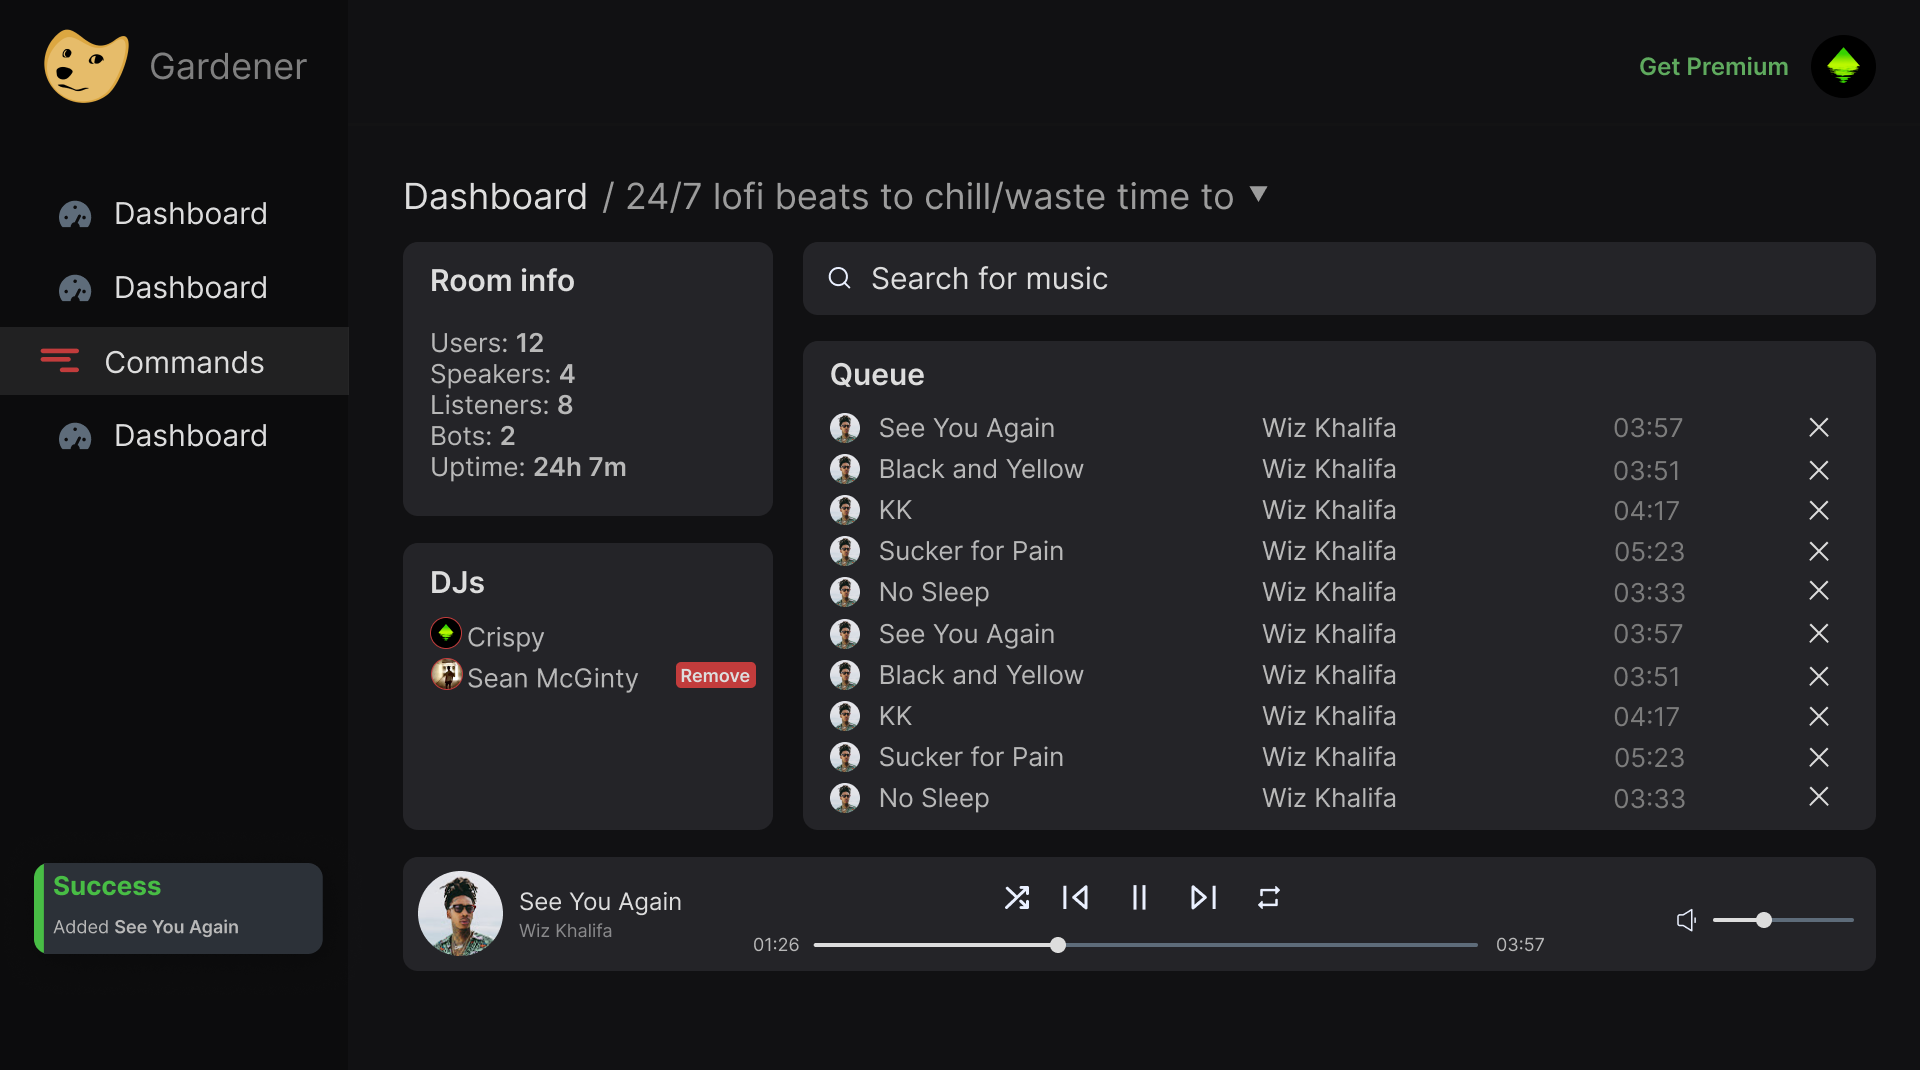 Gardener
Get Premium
Dashboard
Dashboard
Commands
Dashboard
Dashboard / 24/7 lofi beats to chill/waste time to
Room info
Users: 12
Speakers: 4
Listeners: 8
Bots: 2
Uptime: 24h 7m
DJs
Crispy
Sean McGinty Remove
Search for music
Queue
See You Again Wiz Khalifa 03:57
Black and Yellow Wiz Khalifa 03:51
KK Wiz Khalifa 04:17
Sucker for Pain Wiz Khalifa 05:23
No Sleep Wiz Khalifa 03:33
See You Again Wiz Khalifa 03:57
Black and Yellow Wiz Khalifa 03:51
KK Wiz Khalifa 04:17
Sucker for Pain Wiz Khalifa 05:23
No Sleep Wiz Khalifa 03:33
Success
Added See You Again
See You Again
Wiz Khalifa
01:26 03:57